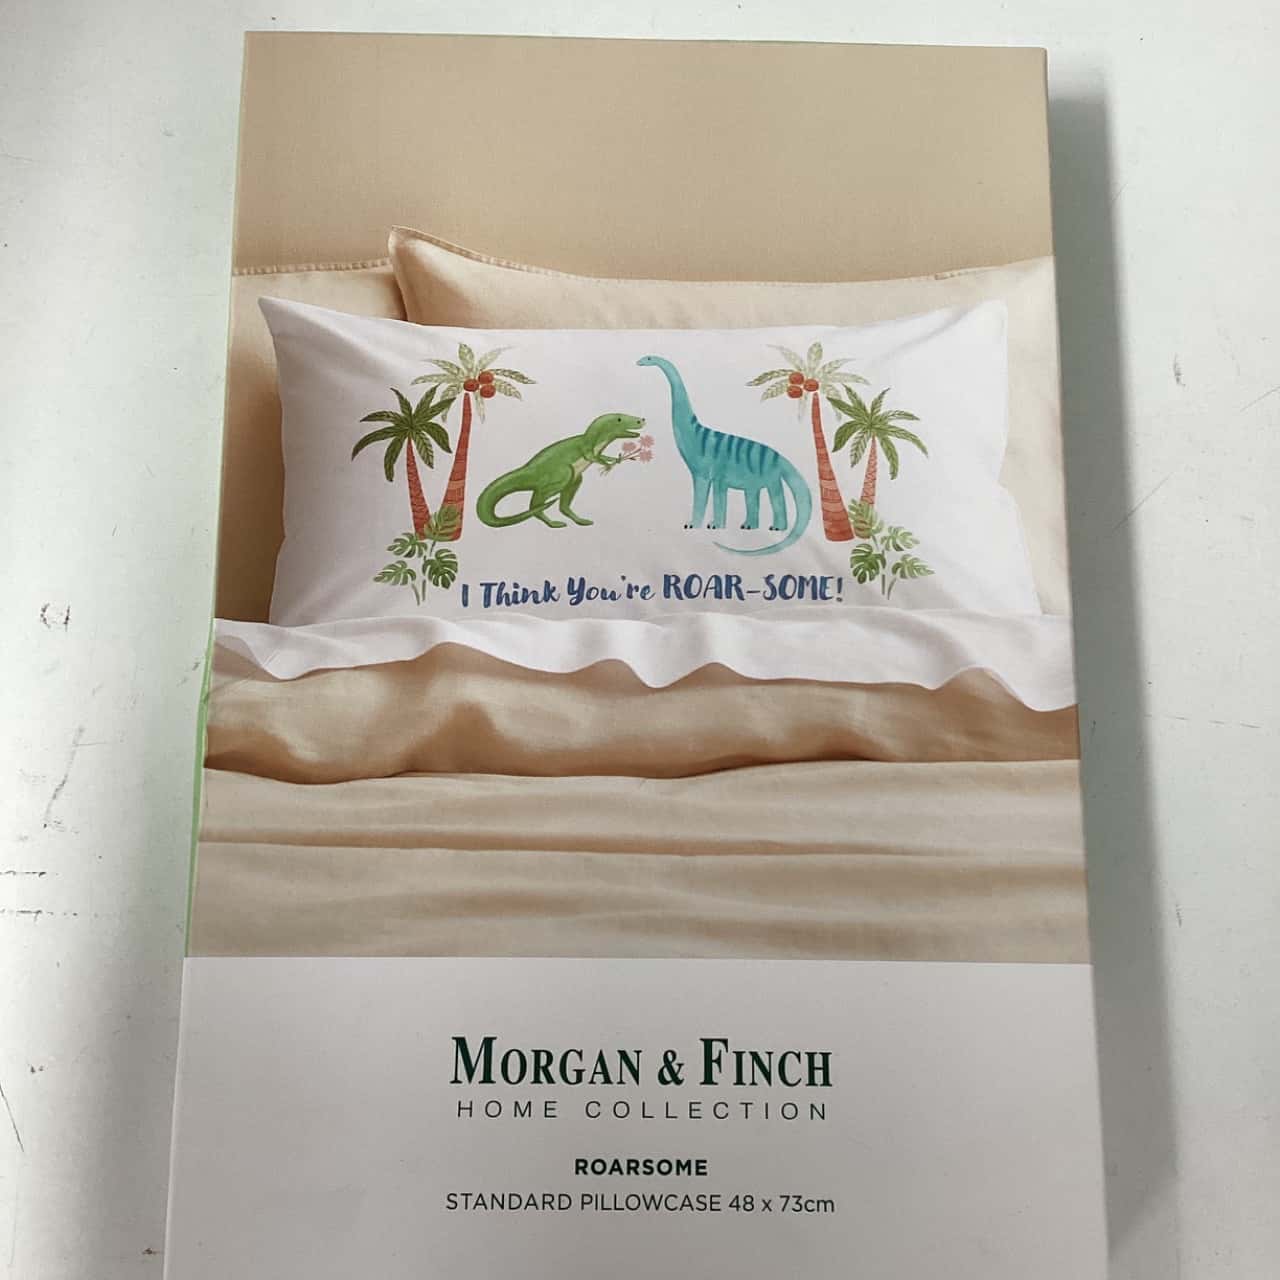 I Think You're ROAR-SOME!
MORGAN & FINCH
HOME COLLECTION
ROARSOME
STANDARD PILLOWCASE 48 x 73cm